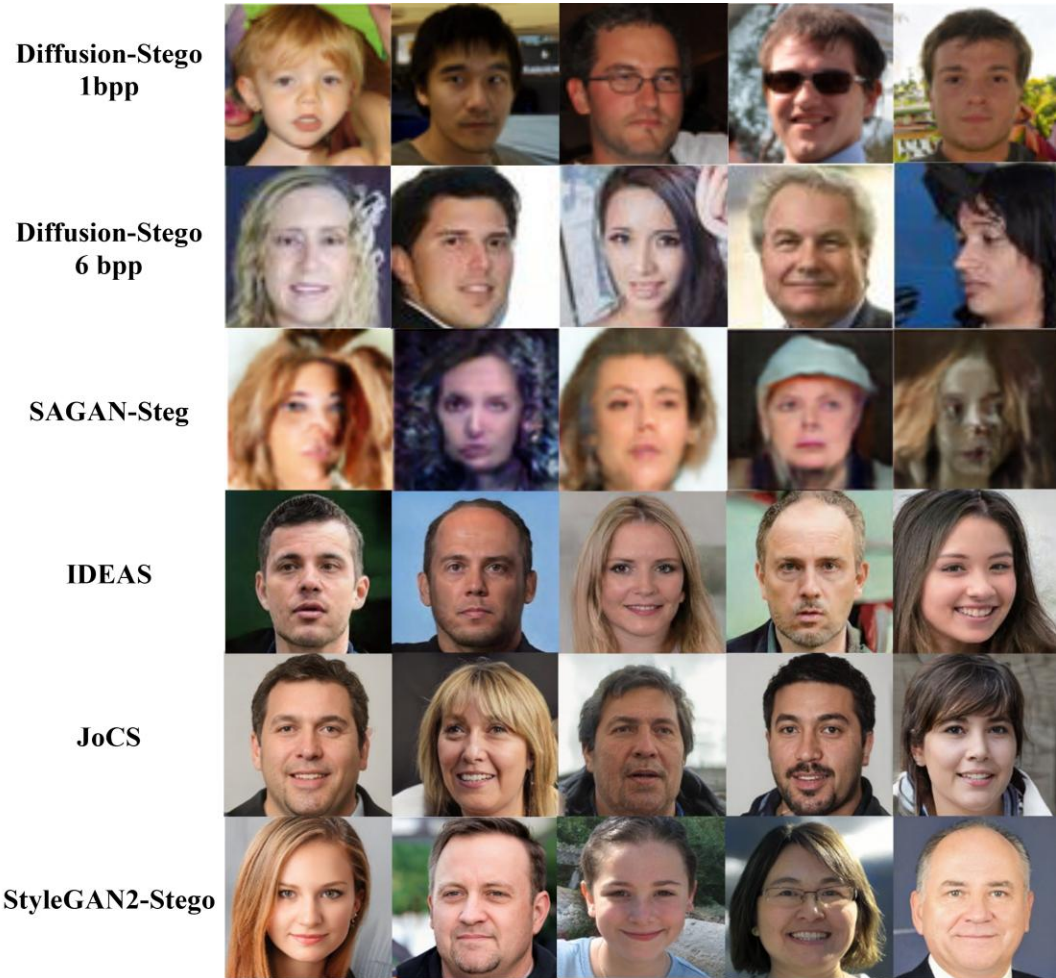 Diffusion-Stego
1bpp
Diffusion-Stego
6 bpp
SAGAN-Steg
IDEAS
JoCS
StyleGAN2-Stego